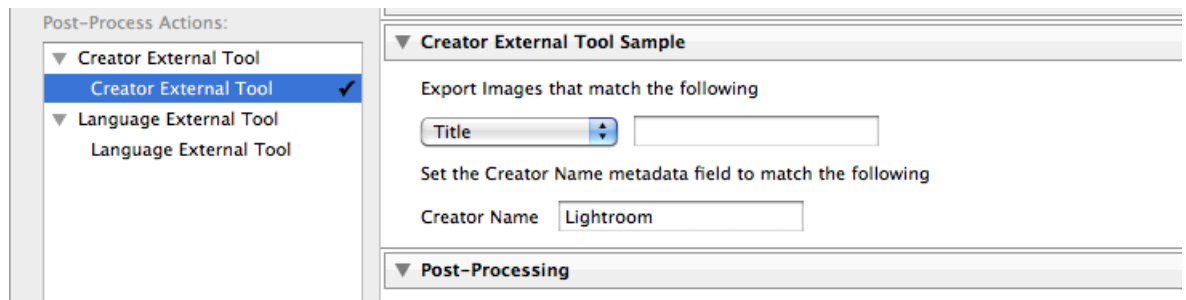 Post-Process Actions:
Creator External Tool
Creator External Tool
Language External Tool
Language External Tool
Creator External Tool Sample
Export Images that match the following
Title
Set the Creator Name metadata field to match the following
Creator Name Lightroom
Post-Processing